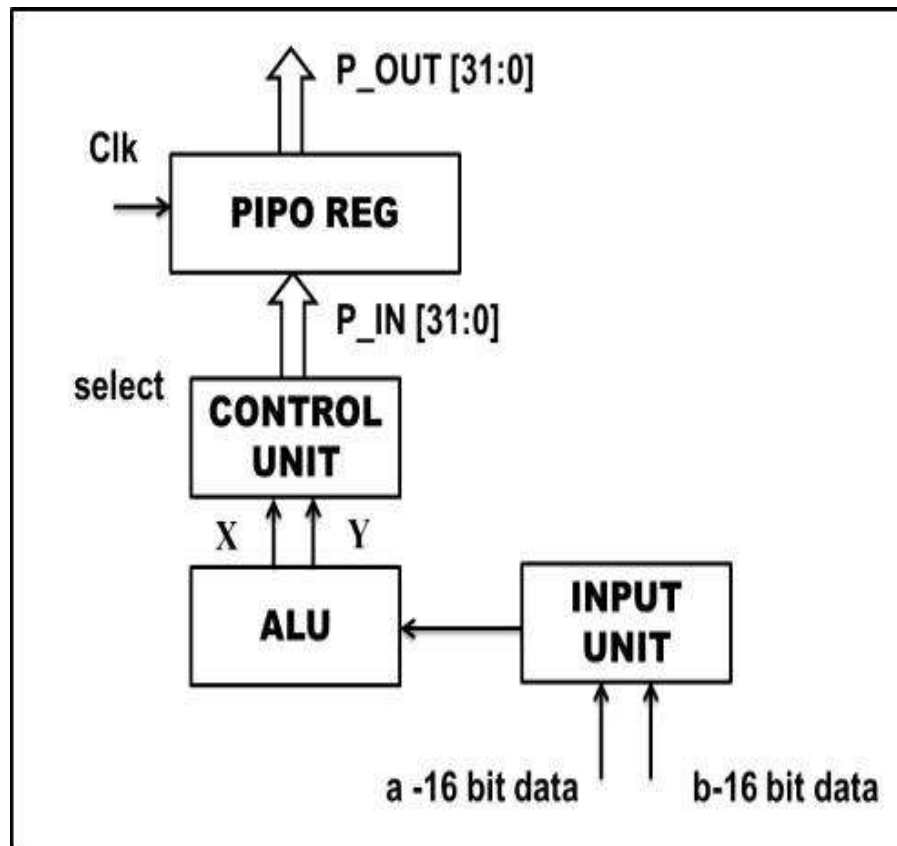 P_OUT [31:0]
Clk
PIPO REG
P_IN [31:0]
select
CONTROL
UNIT
X
Y
ALU
INPUT
UNIT
a -16 bit data
b-16 bit data